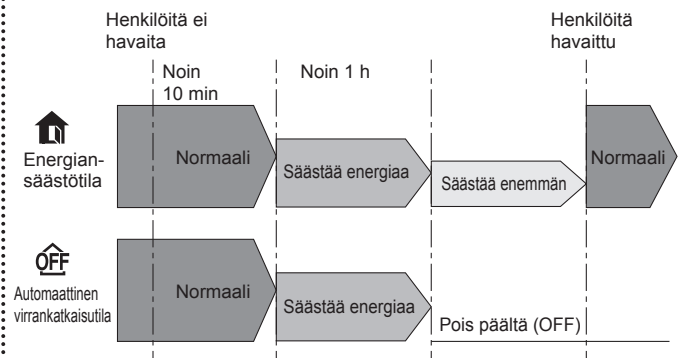 Henkilöitä ei
havaita
Henkilöitä
havaittu
Noin
10 min
Noin 1 h
Energian-
säästötila
Normaali
Säästää energiaa
Säästää enemmän
Normaali
OFF
Automaattinen
virrankatkaisutila
Normaali
Säästää energiaa
Pois päältä (OFF)